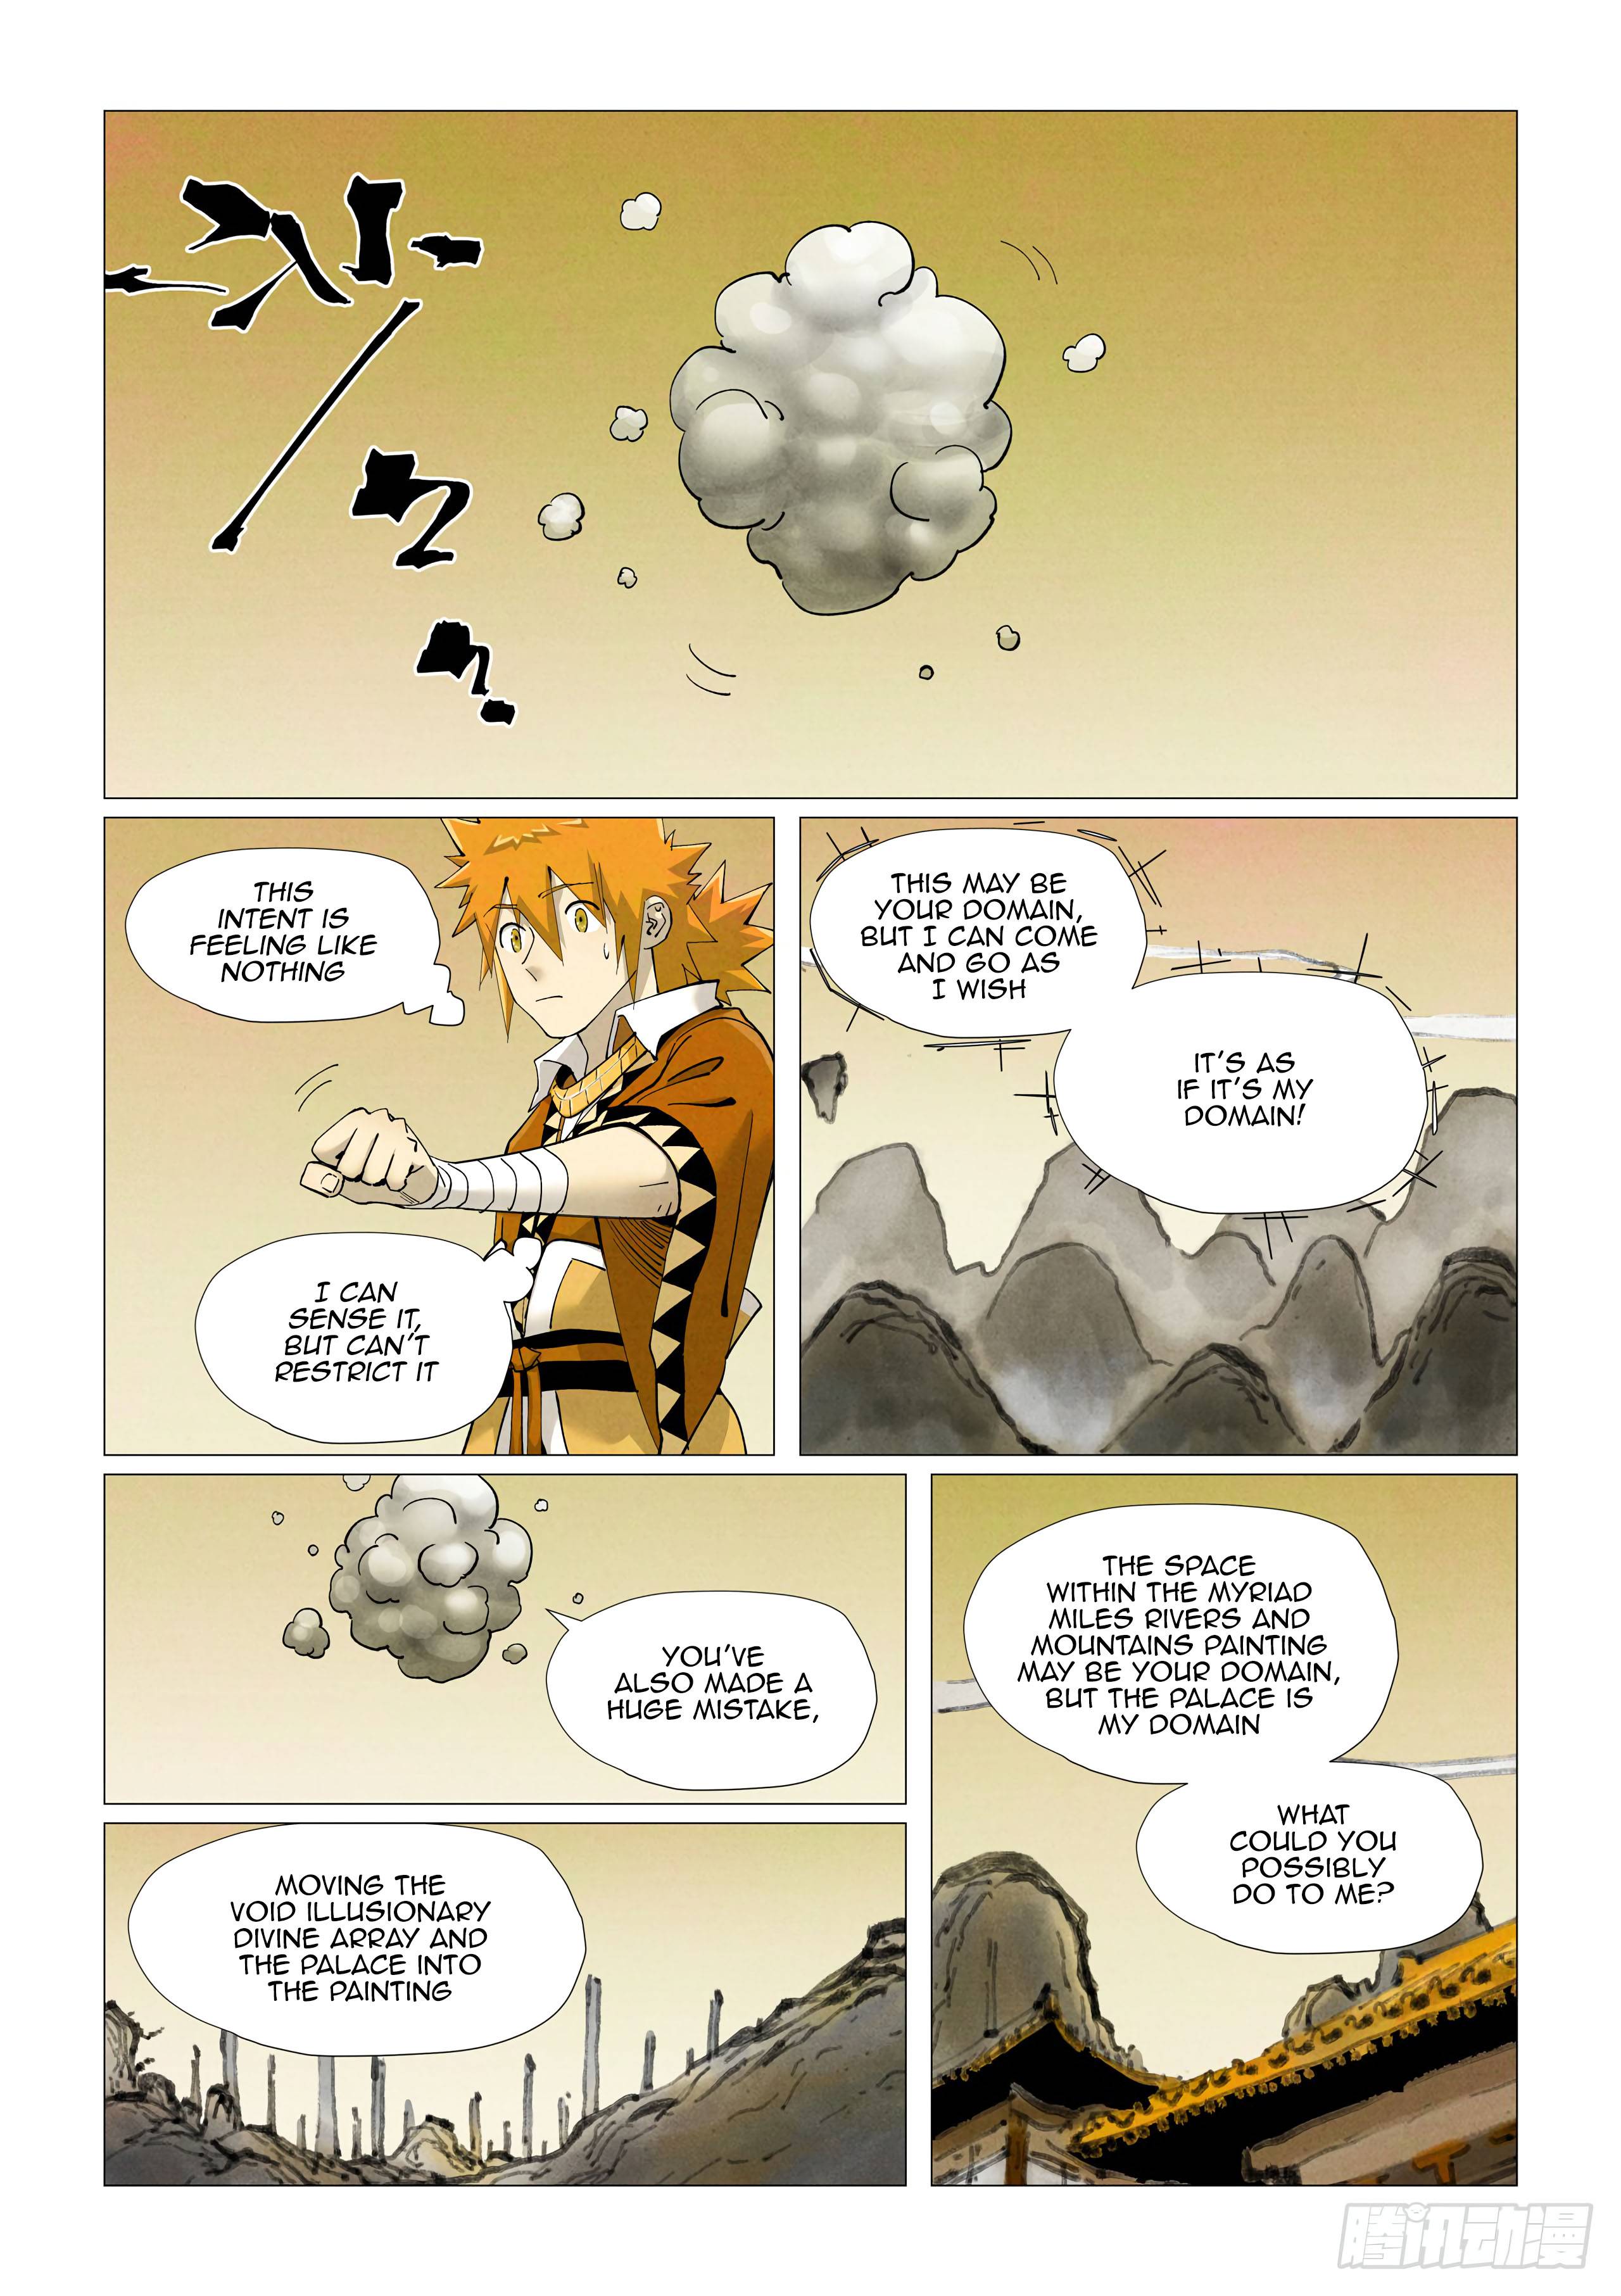 THIS
INTENT IS
FEELING LIKE
NOTHING
I CAN
SENSE IT,
BUT CAN'T
RESTRICT IT
THIS MAY BE
YOUR DOMAIN,
BUT I CAN COME
AND GO AS
I WISH
IT'S AS
IF IT'S MY
DOMAIN!
YOU'VE
ALSO MADE A
HUGE MISTAKE,
MOVING THE
VOID ILLUSIONARY
DIVINE ARRAY AND
THE PALACE INTO
THE PAINTING
THE SPACE
WITHIN THE MYRIAD
MILES RIVERS AND
MOUNTAINS PAINTING
MAY BE YOUR DOMAIN,
BUT THE PALACE IS
MY DOMAIN
WHAT
COULD YOU
POSSIBLY
DO TO ME?
腾讯动漫